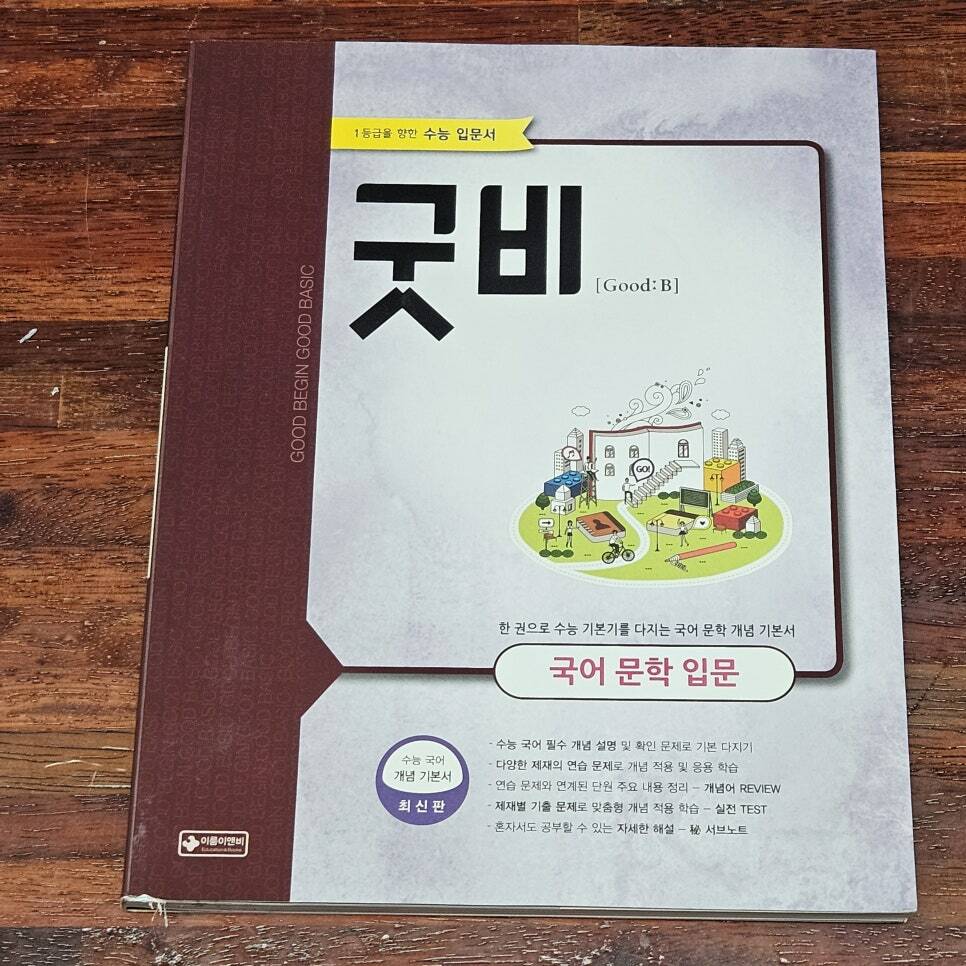 1등급을 향한 수능 입문서
굿비
[Good:B]
GOOD BEGIN GOOD BASIC
GO!
한 권으로 수능 기본기를 다지는 국어 문학 개념 기본서
국어 문학 입문
수능 국어
개념 기본서
최신판
- 수능 국어 필수 개념 설명 및 확인 문제로 기본 다지기
- 다양한 제재의 연습 문제로 개념 적용 및 응용 학습
- 연습 문제와 연계된 단원 주요 내용 정리 – 개념어 REVIEW
- 제재별 기출 문제로 맞춤형 개념 적용 학습 – 실전 TEST
- 혼자서도 공부할 수 있는 자세한 해설 – 秘 서브노트
이룸이앤비
Education&Books